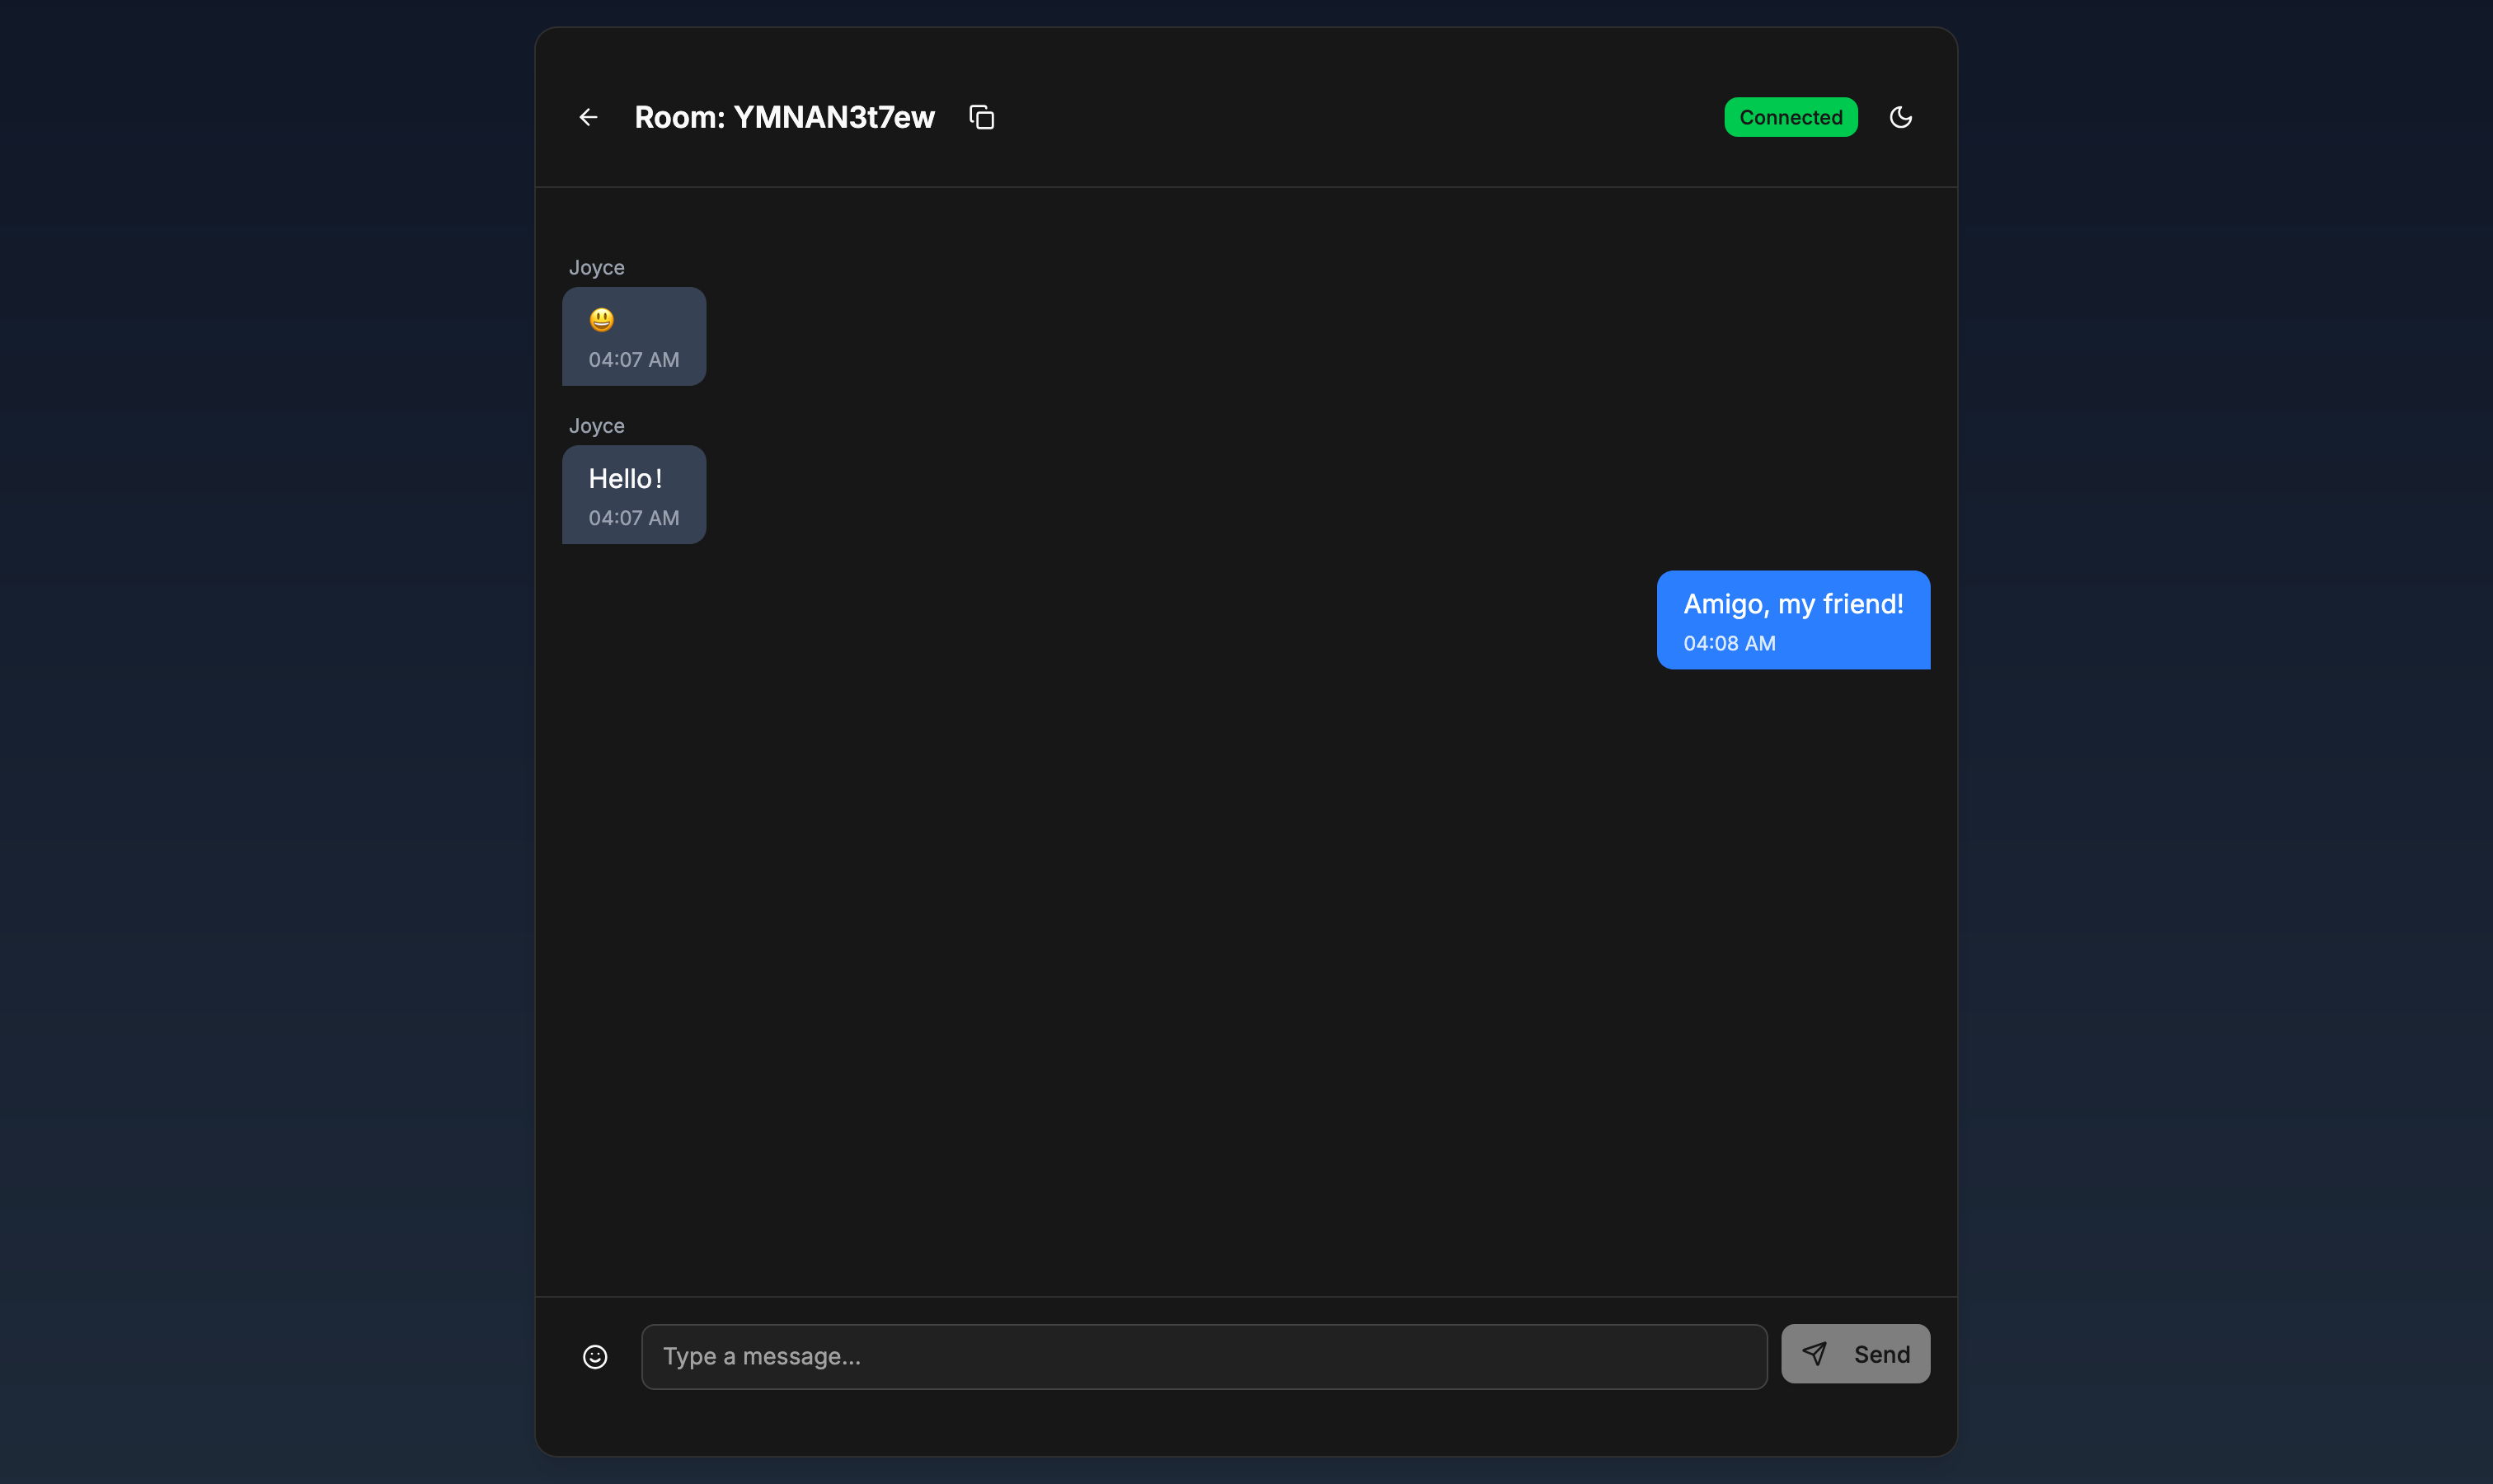 Room: YMNAN3t7ew
Connected
Joyce
😃
04:07 AM
Joyce
Hello!
04:07 AM
Amigo, my friend!
04:08 AM
Type a message...
Send